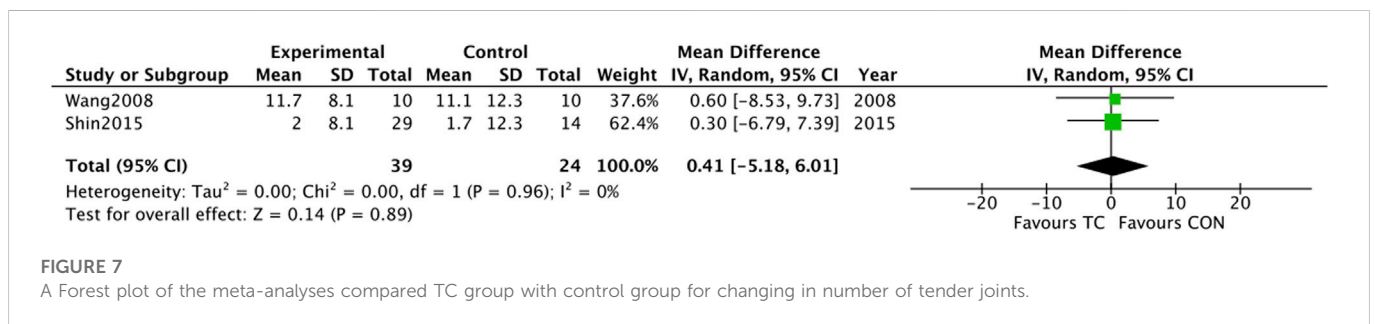 Experimental Control Mean Difference Mean Difference
Study or Subgroup Mean SD Total Mean SD Total Weight IV, Random, 95% CI Year IV, Random, 95% CI
Wang2008 11.7 8.1 10 11.1 12.3 10 37.6% 0.60 [-8.53, 9.73] 2008
Shin2015 2 8.1 29 1.7 12.3 14 62.4% 0.30 [-6.79, 7.39] 2015
Total (95% CI) 39 24 100.0% 0.41 [-5.18, 6.01]
Heterogeneity: Tau² = 0.00; Chi² = 0.00, df = 1 (P = 0.96); I² = 0%
Test for overall effect: Z = 0.14 (P = 0.89)
-20 -10 0 10 20
Favours TC Favours CON
FIGURE 7
A Forest plot of the meta-analyses compared TC group with control group for changing in number of tender joints.